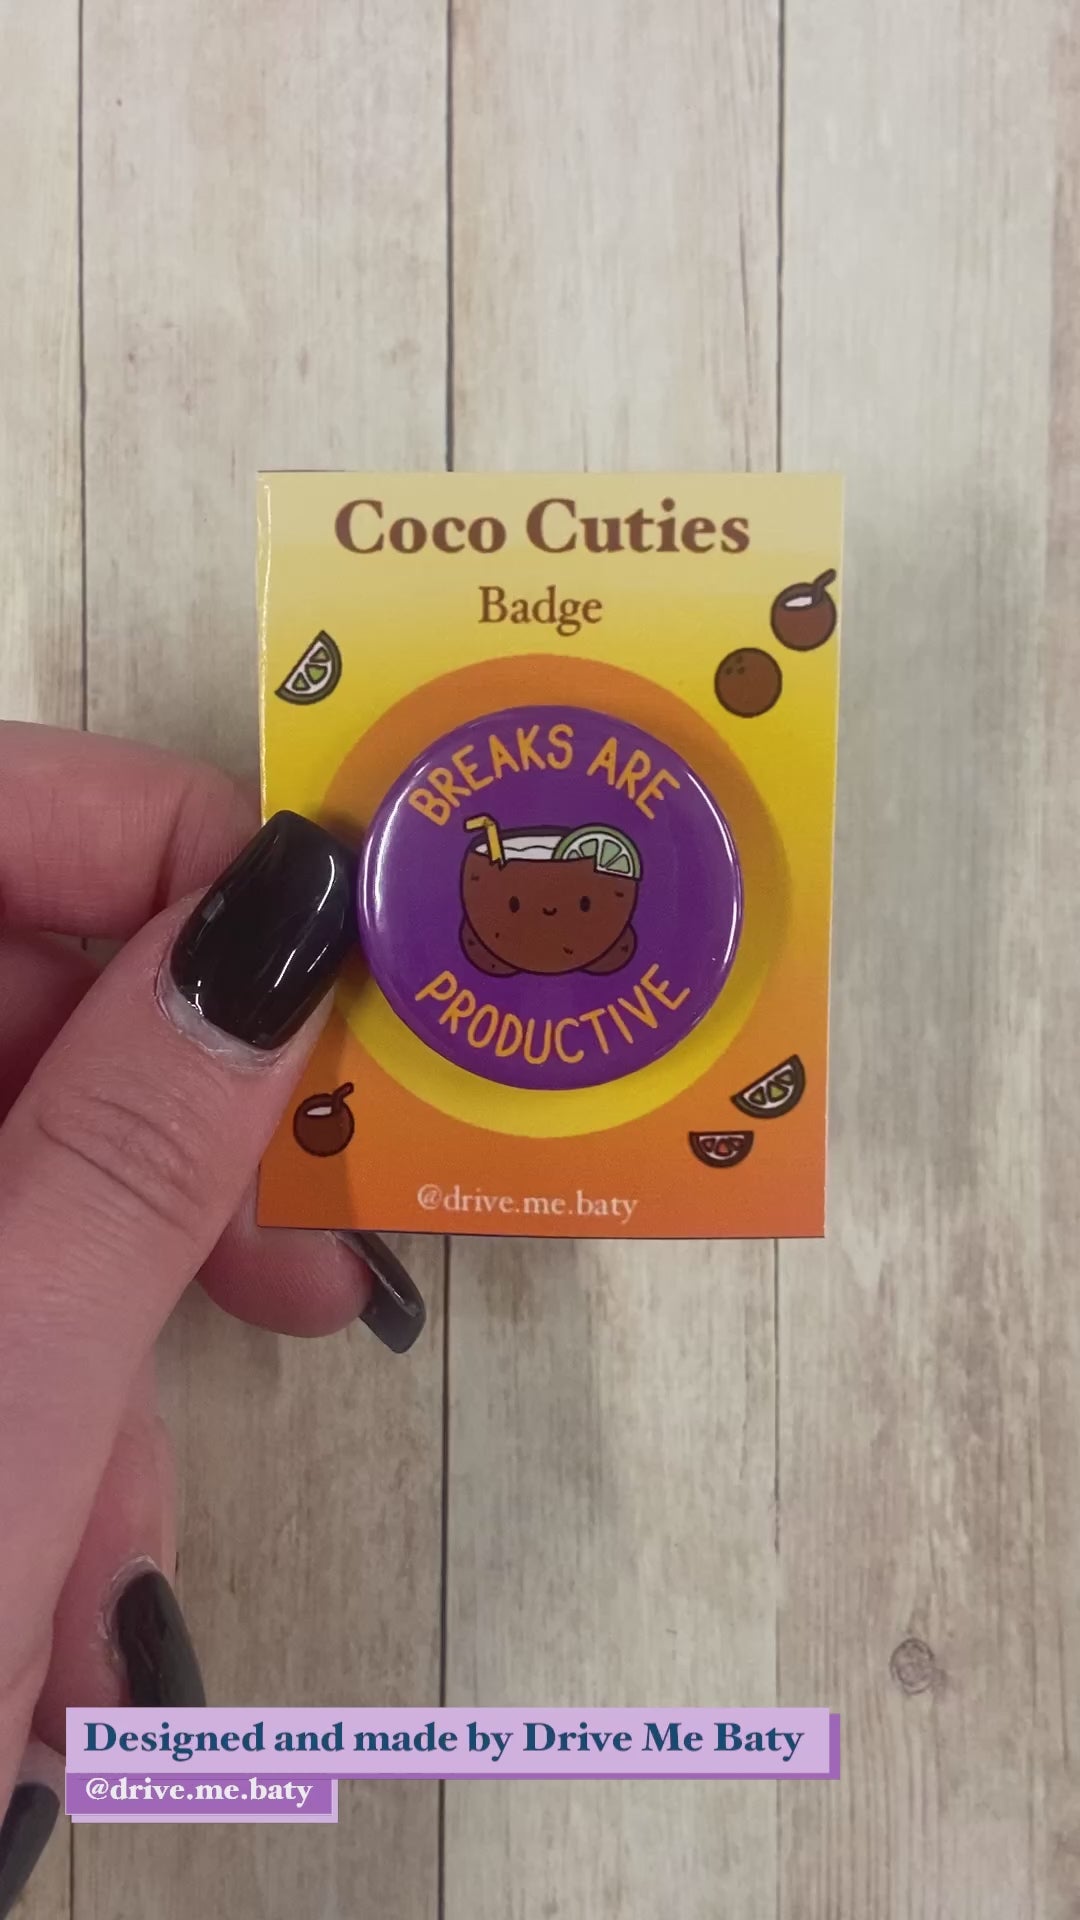 Coco Cuties
Badge
BREAKS ARE
PRODUCTIVE
@drive.me.baty
Designed and made by Drive Me Baty
@drive.me.baty